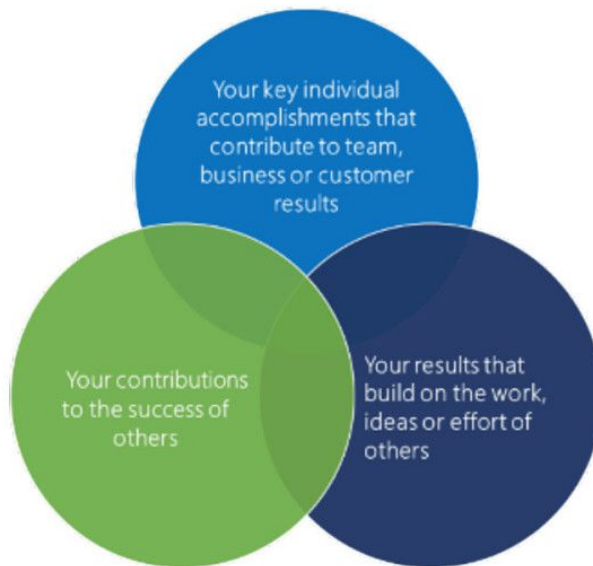 Your key individual
accomplishments that
contribute to team,
business or customer
results
Your contributions
to the success of
others
Your results that
build on the work,
ideas or effort of
others